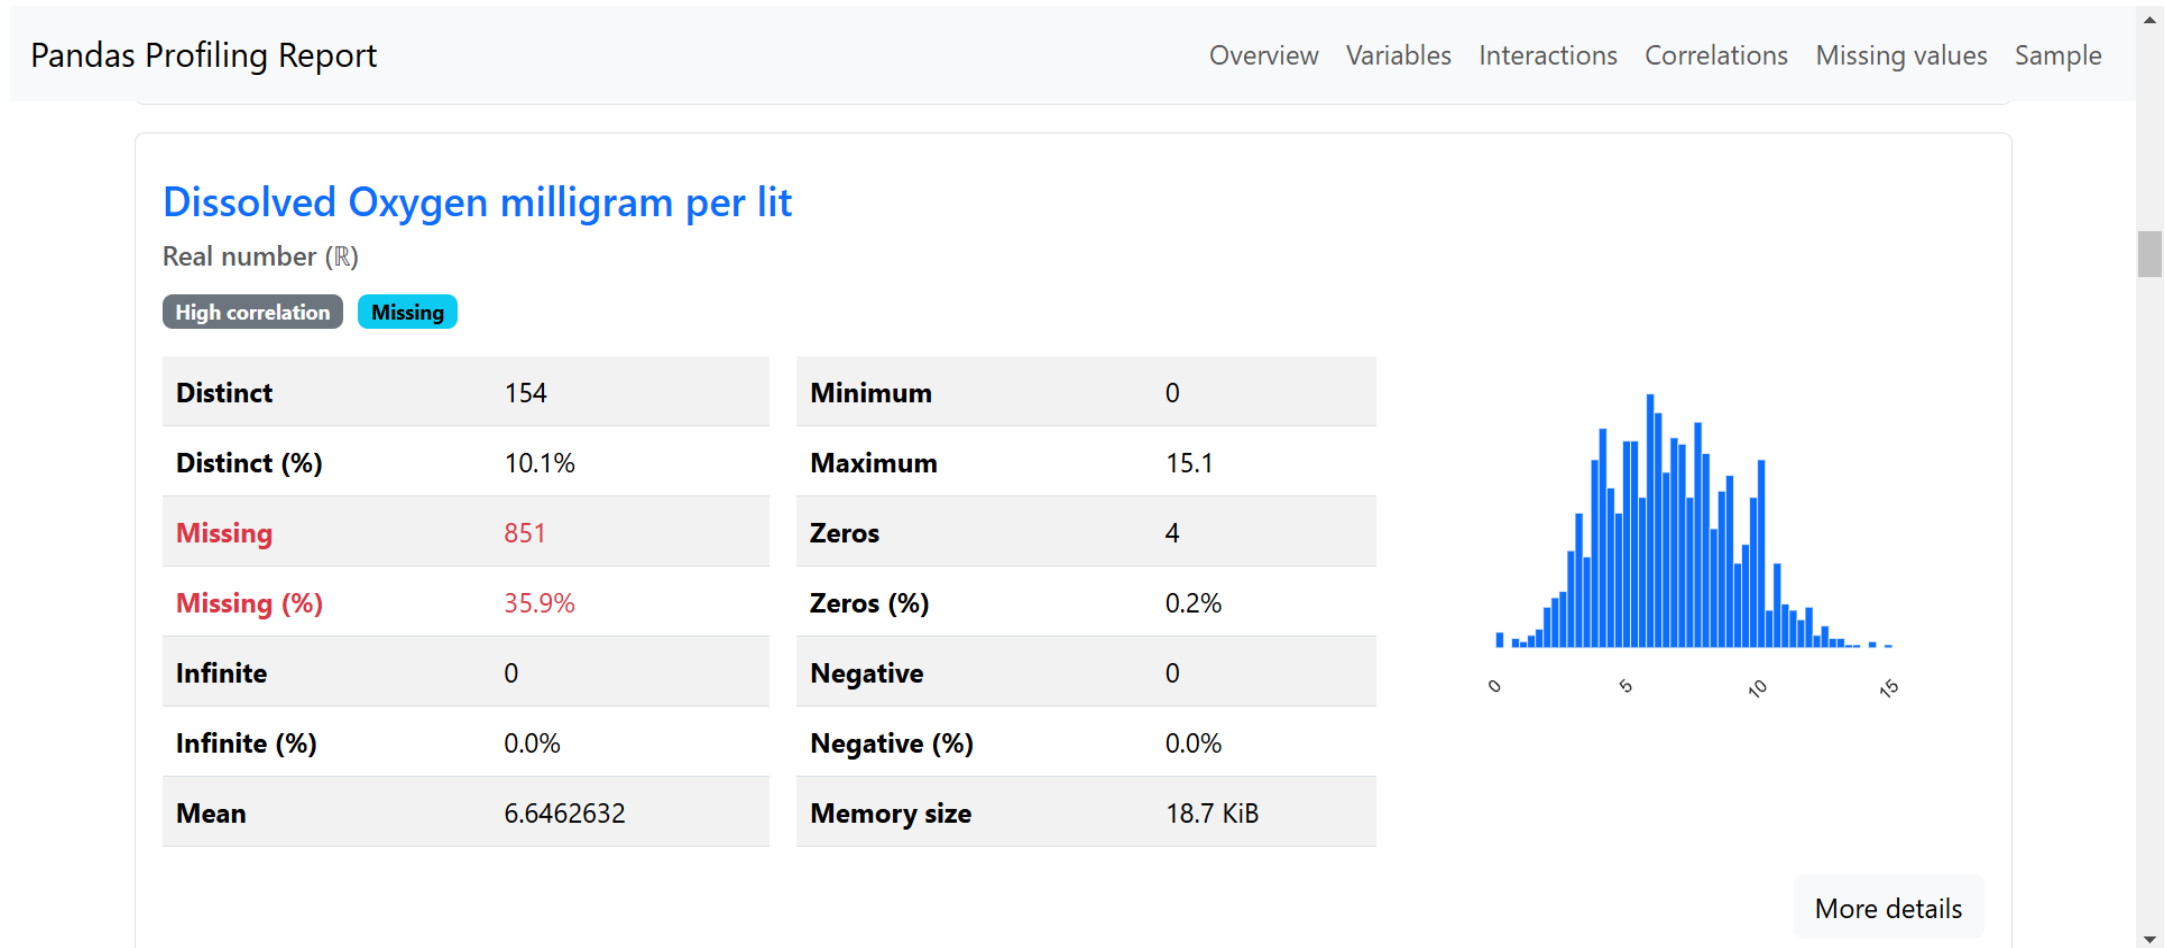 Pandas Profiling Report
Overview Variables Interactions Correlations Missing values Sample
Dissolved Oxygen milligram per lit
Real number (ℝ)
High correlation Missing
Distinct 154
Distinct (%) 10.1%
Missing 851
Missing (%) 35.9%
Infinite 0
Infinite (%) 0.0%
Mean 6.6462632
Minimum 0
Maximum 15.1
Zeros 4
Zeros (%) 0.2%
Negative 0
Negative (%) 0.0%
Memory size 18.7 KiB
0 5 10 15
More details